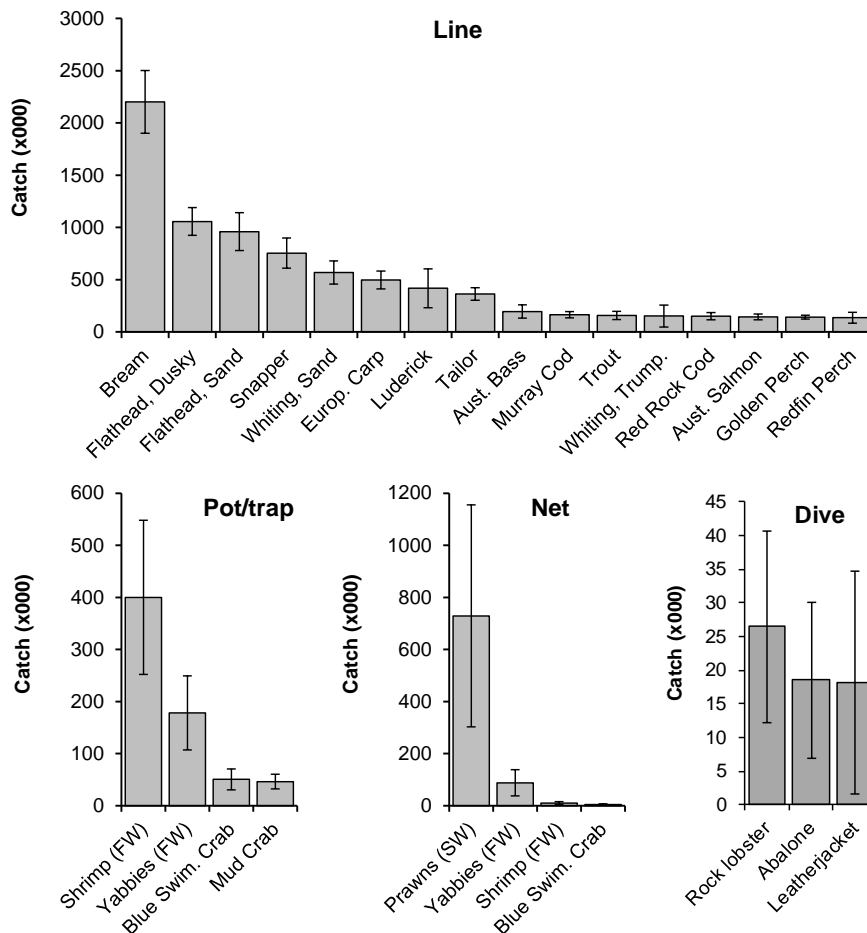 Line
Catch (x000)
3000
2500
2000
1500
1000
500
0
Bream
Flathead, Dusky
Flathead, Sand
Snapper
Whiting, Sand
Europ. Carp
Luderick
Tailor
Aust. Bass
Murray Cod
Trout
Whiting, Trump.
Red Rock Cod
Aust. Salmon
Golden Perch
Redfin Perch
Pot/trap
Catch (x000)
600
500
400
300
200
100
0
Shrimp (FW)
Yabbies (FW)
Blue Swim. Crab
Mud Crab
Net
Catch (x000)
1200
1000
800
600
400
200
0
Prawns (SW)
Yabbies (FW)
Shrimp (FW)
Blue Swim. Crab
Dive
Catch (x000)
45
40
35
30
25
20
15
10
5
0
Rock lobster
Abalone
Leatherjacket